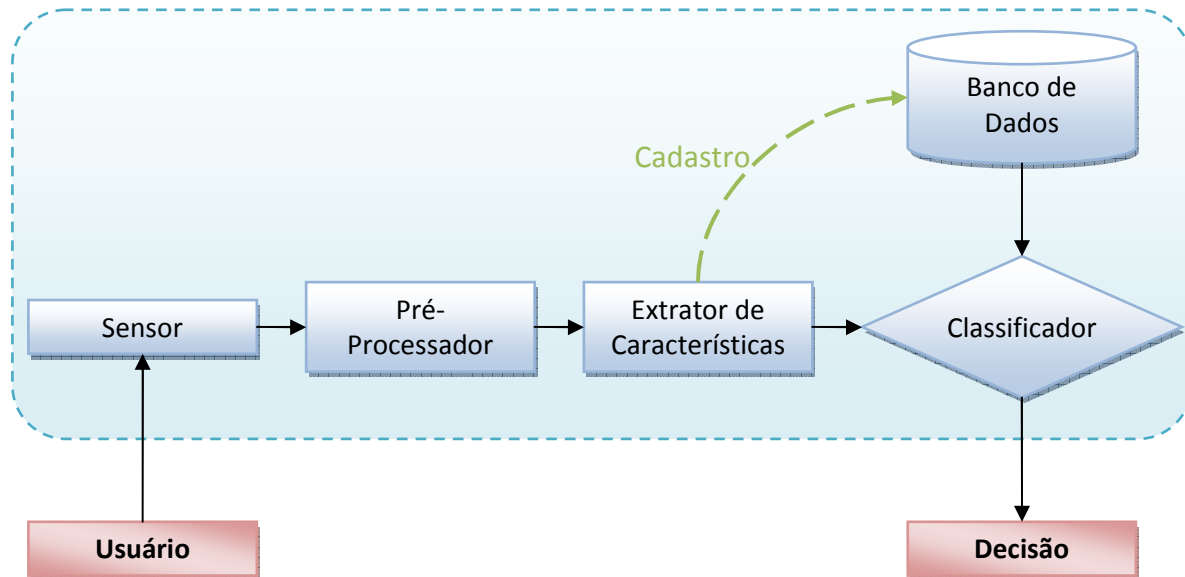 Banco de
Dados
Cadastro
Sensor
Pré-
Processador
Extrator de
Características
Classificador
Usuário
Decisão